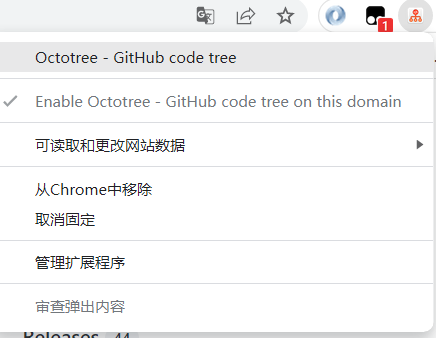 1
Octotree - GitHub code tree
Enable Octotree - GitHub code tree on this domain
可读取和更改网站数据
从Chrome中移除
取消固定
管理扩展程序
审查弹出内容
Releases 44